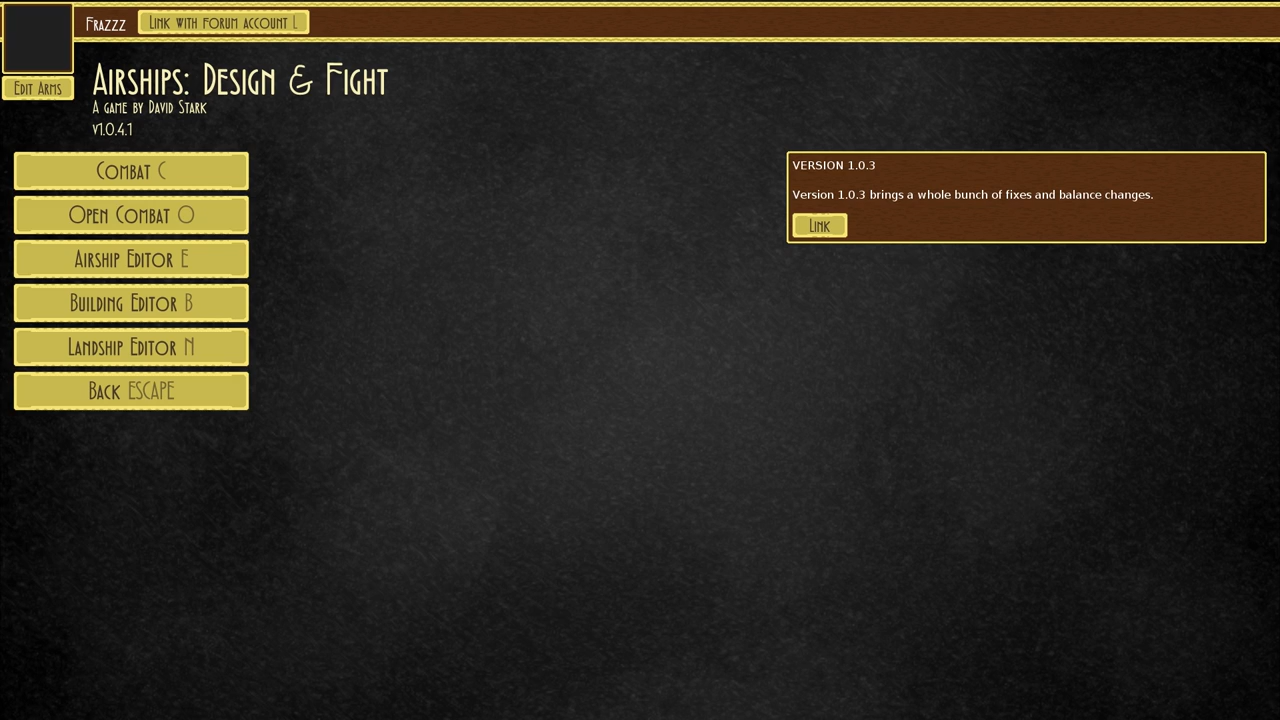 Frazzz
Link with forum account L
Edit Arms
Airships: Design & Fight
A game by David Stark
v1.0.4.1
Combat C
Open Combat O
Airship Editor E
Building Editor B
Landship Editor N
Back ESCAPE
VERSION 1.0.3
Version 1.0.3 brings a whole bunch of fixes and balance changes.
Link